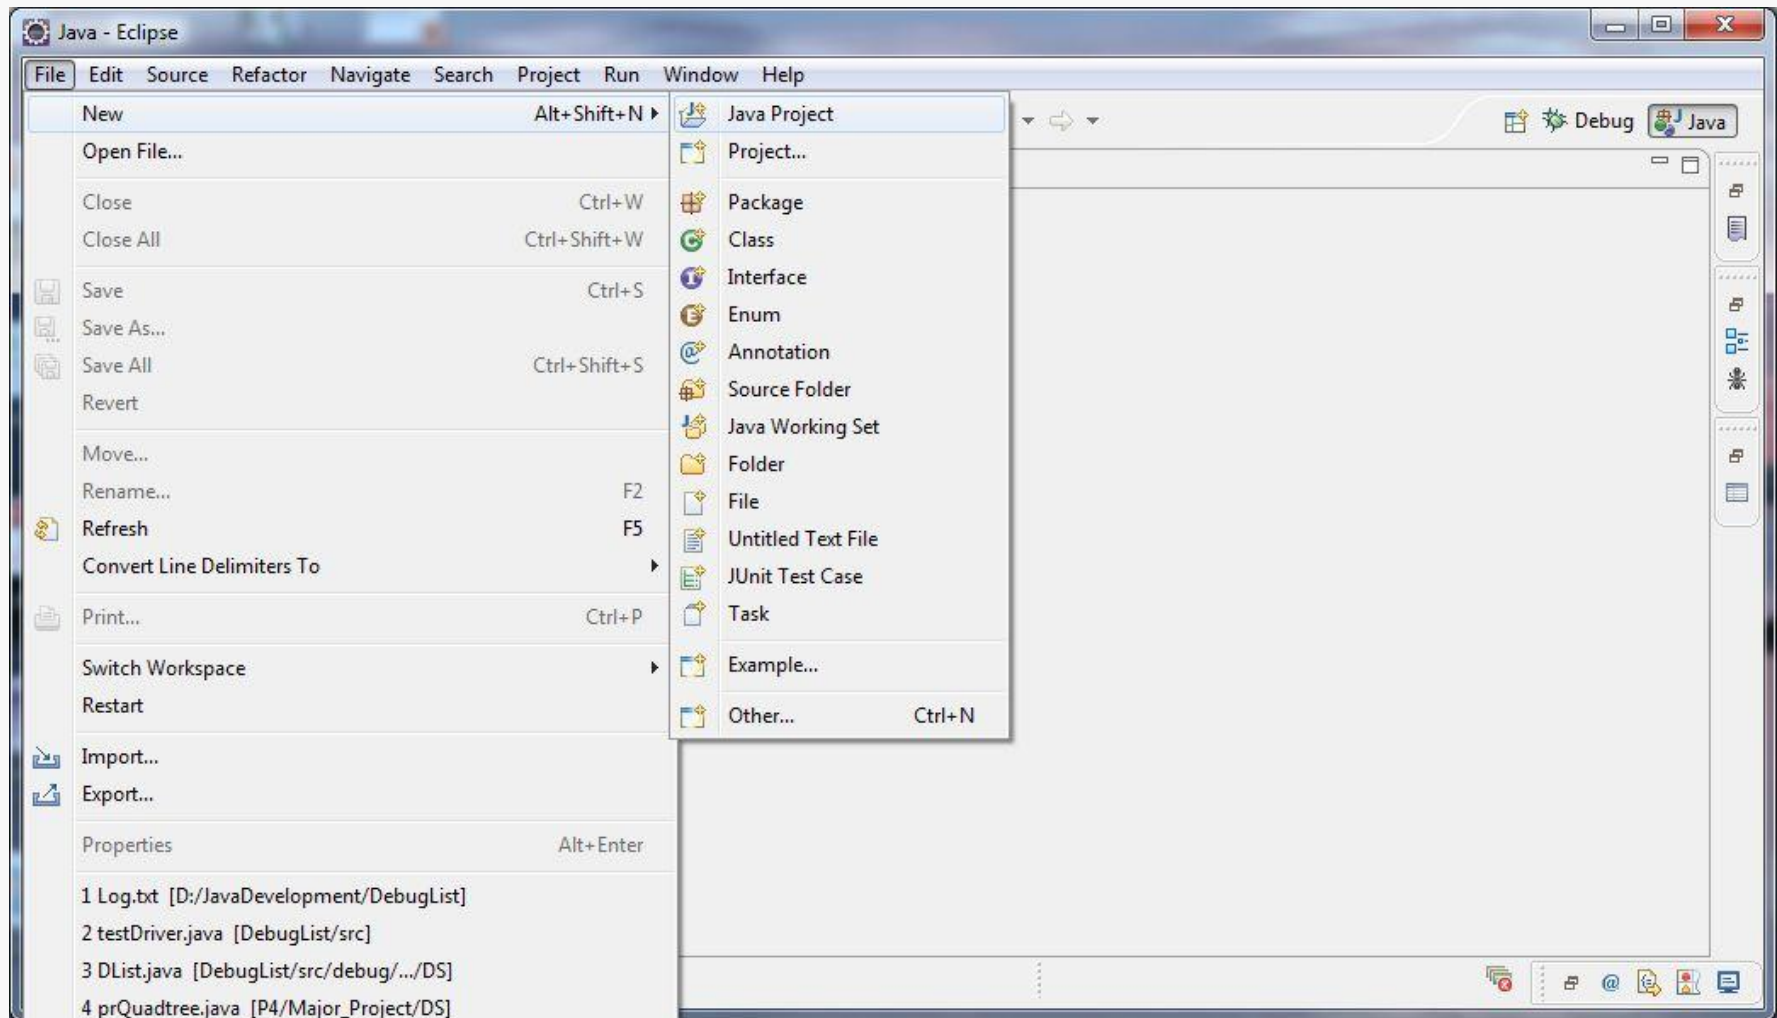 Java - Eclipse
File Edit Source Refactor Navigate Search Project Run Window Help
New Alt+Shift+N
Open File...
Close Ctrl+W
Close All Ctrl+Shift+W
Save Ctrl+S
Save As...
Save All Ctrl+Shift+S
Revert
Move...
Rename... F2
Refresh F5
Convert Line Delimiters To
Print... Ctrl+P
Switch Workspace
Restart
Import...
Export...
Properties Alt+Enter
1 Log.txt [D:/JavaDevelopment/DebugList]
2 testDriver.java [DebugList/src]
3 DList.java [DebugList/src/debug/.../DS]
4 prQuadtree.java [P4/Major_Project/DS]
Java Project
Project...
Package
Class
Interface
Enum
Annotation
Source Folder
Java Working Set
Folder
File
Untitled Text File
JUnit Test Case
Task
Example...
Other... Ctrl+N
Debug Java